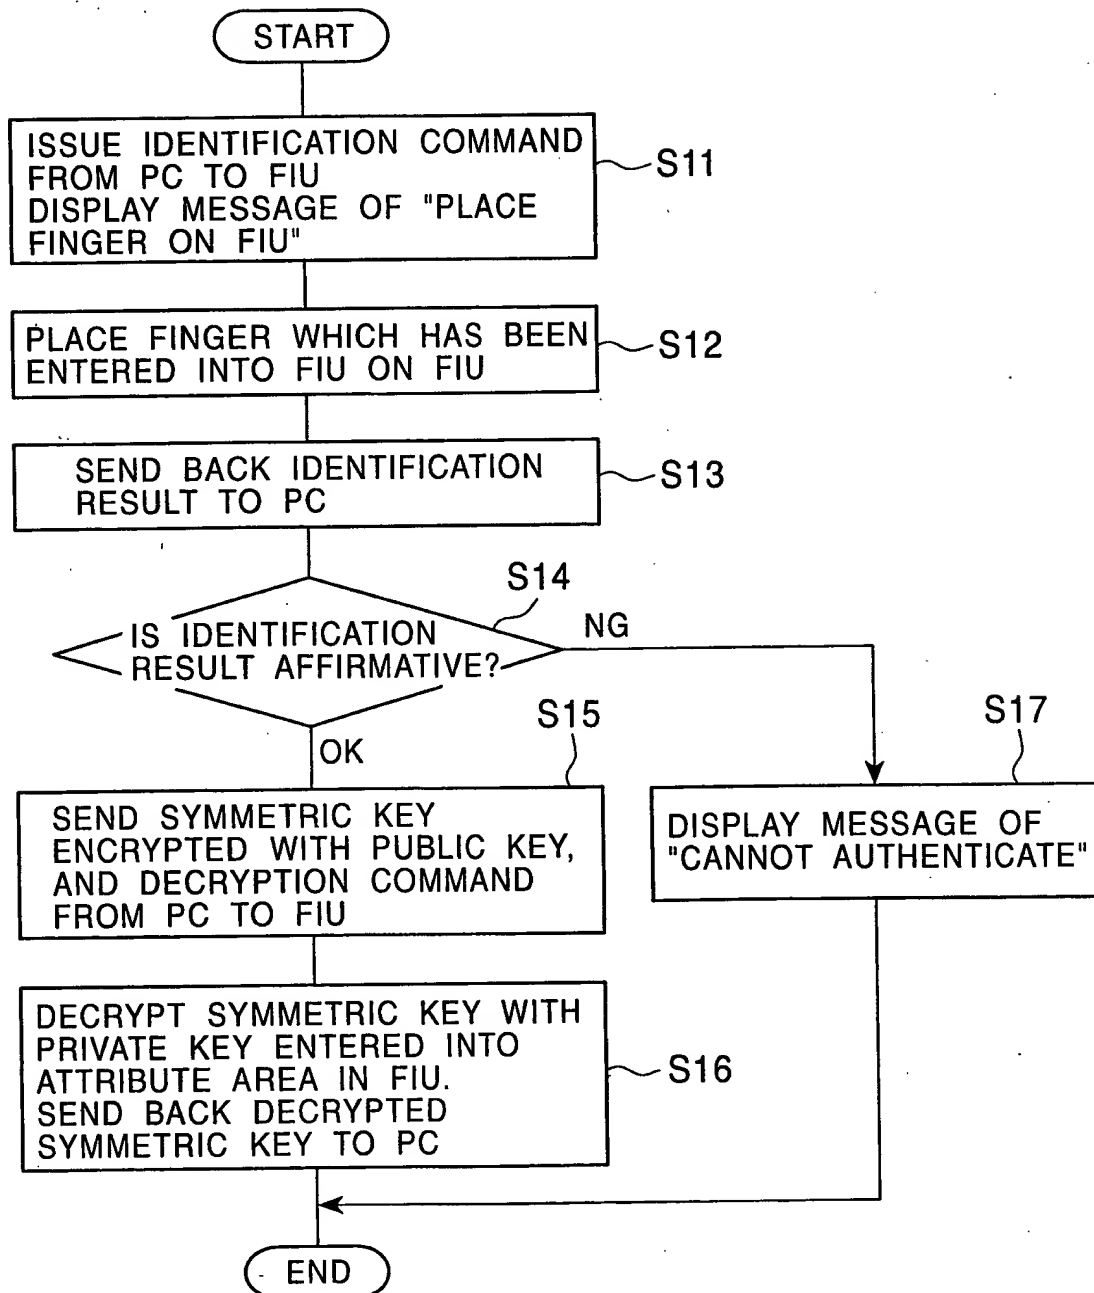 START
ISSUE IDENTIFICATION COMMAND
FROM PC TO FIU
DISPLAY MESSAGE OF "PLACE
FINGER ON FIU"
S11
PLACE FINGER WHICH HAS BEEN
ENTERED INTO FIU ON FIU
S12
SEND BACK IDENTIFICATION
RESULT TO PC
S13
S14
IS IDENTIFICATION
RESULT AFFIRMATIVE?
NG
OK
S15
SEND SYMMETRIC KEY
ENCRYPTED WITH PUBLIC KEY,
AND DECRYPTION COMMAND
FROM PC TO FIU
S17
DISPLAY MESSAGE OF
"CANNOT AUTHENTICATE"
DECRYPT SYMMETRIC KEY WITH
PRIVATE KEY ENTERED INTO
ATTRIBUTE AREA IN FIU.
SEND BACK DECRYPTED
SYMMETRIC KEY TO PC
S16
END